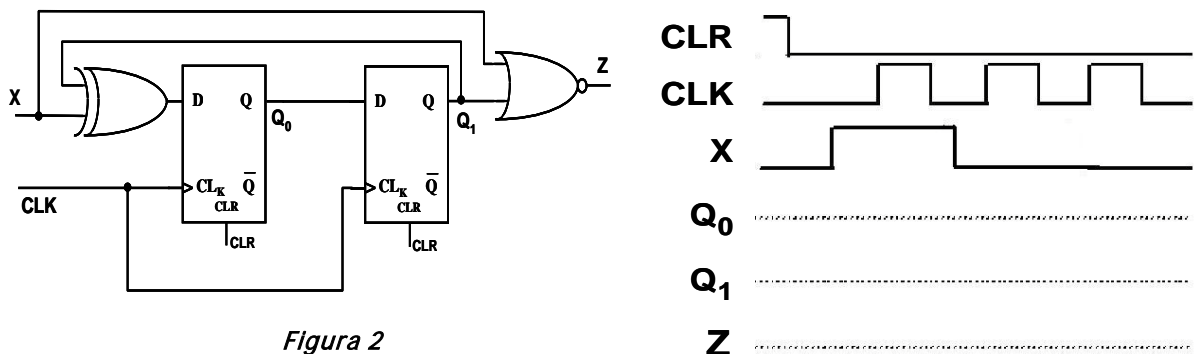 X
D Q
Q0
D Q
Q1
Z
CLK
CLK Q̅
CLR
CLR
CLK Q̅
CLR
CLR
Figura 2
CLR
CLK
X
Q0
Q1
Z